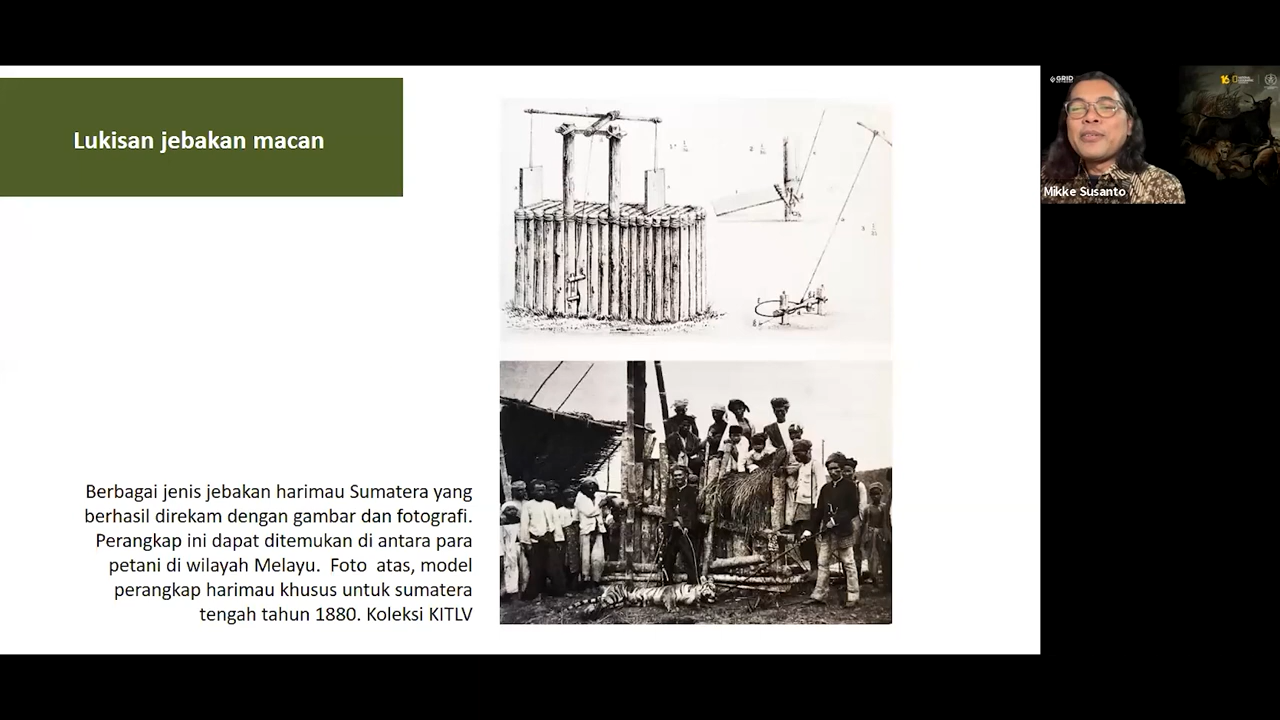 Lukisan jebakan macan
Berbagai jenis jebakan harimau Sumatera yang
berhasil direkam dengan gambar dan fotografi.
Perangkap ini dapat ditemukan di antara para
petani di wilayah Melayu. Foto atas, model
perangkap harimau khusus untuk sumatera
tengah tahun 1880. Koleksi KITLV
GRID
16
Mikke Susanto